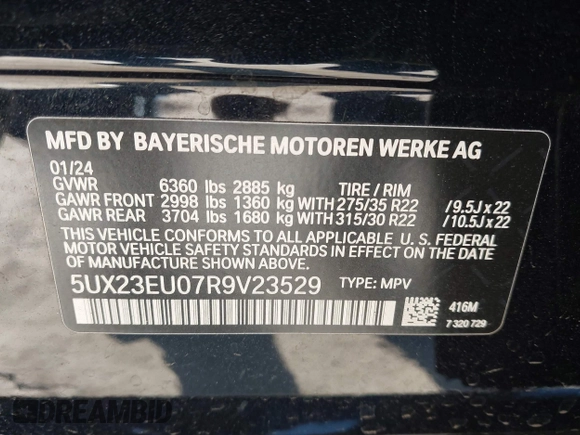 MFD BY BAYERISCHE MOTOREN WERKE AG
01/24
GVWR 6360 lbs 2885 kg TIRE / RIM
GAWR FRONT 2998 lbs 1360 kg WITH 275/35 R22 /9.5J x 22
GAWR REAR 3704 lbs 1680 kg WITH 315/30 R22 /10.5J x 22
THIS VEHICLE CONFORMS TO ALL APPLICABLE U. S. FEDERAL
MOTOR VEHICLE SAFETY STANDARDS IN EFFECT ON THE DATE
OF MANUFACTURE SHOWN ABOVE.
5UX23EU07R9V23529 TYPE: MPV
416M
7 320 729
DREAMBID